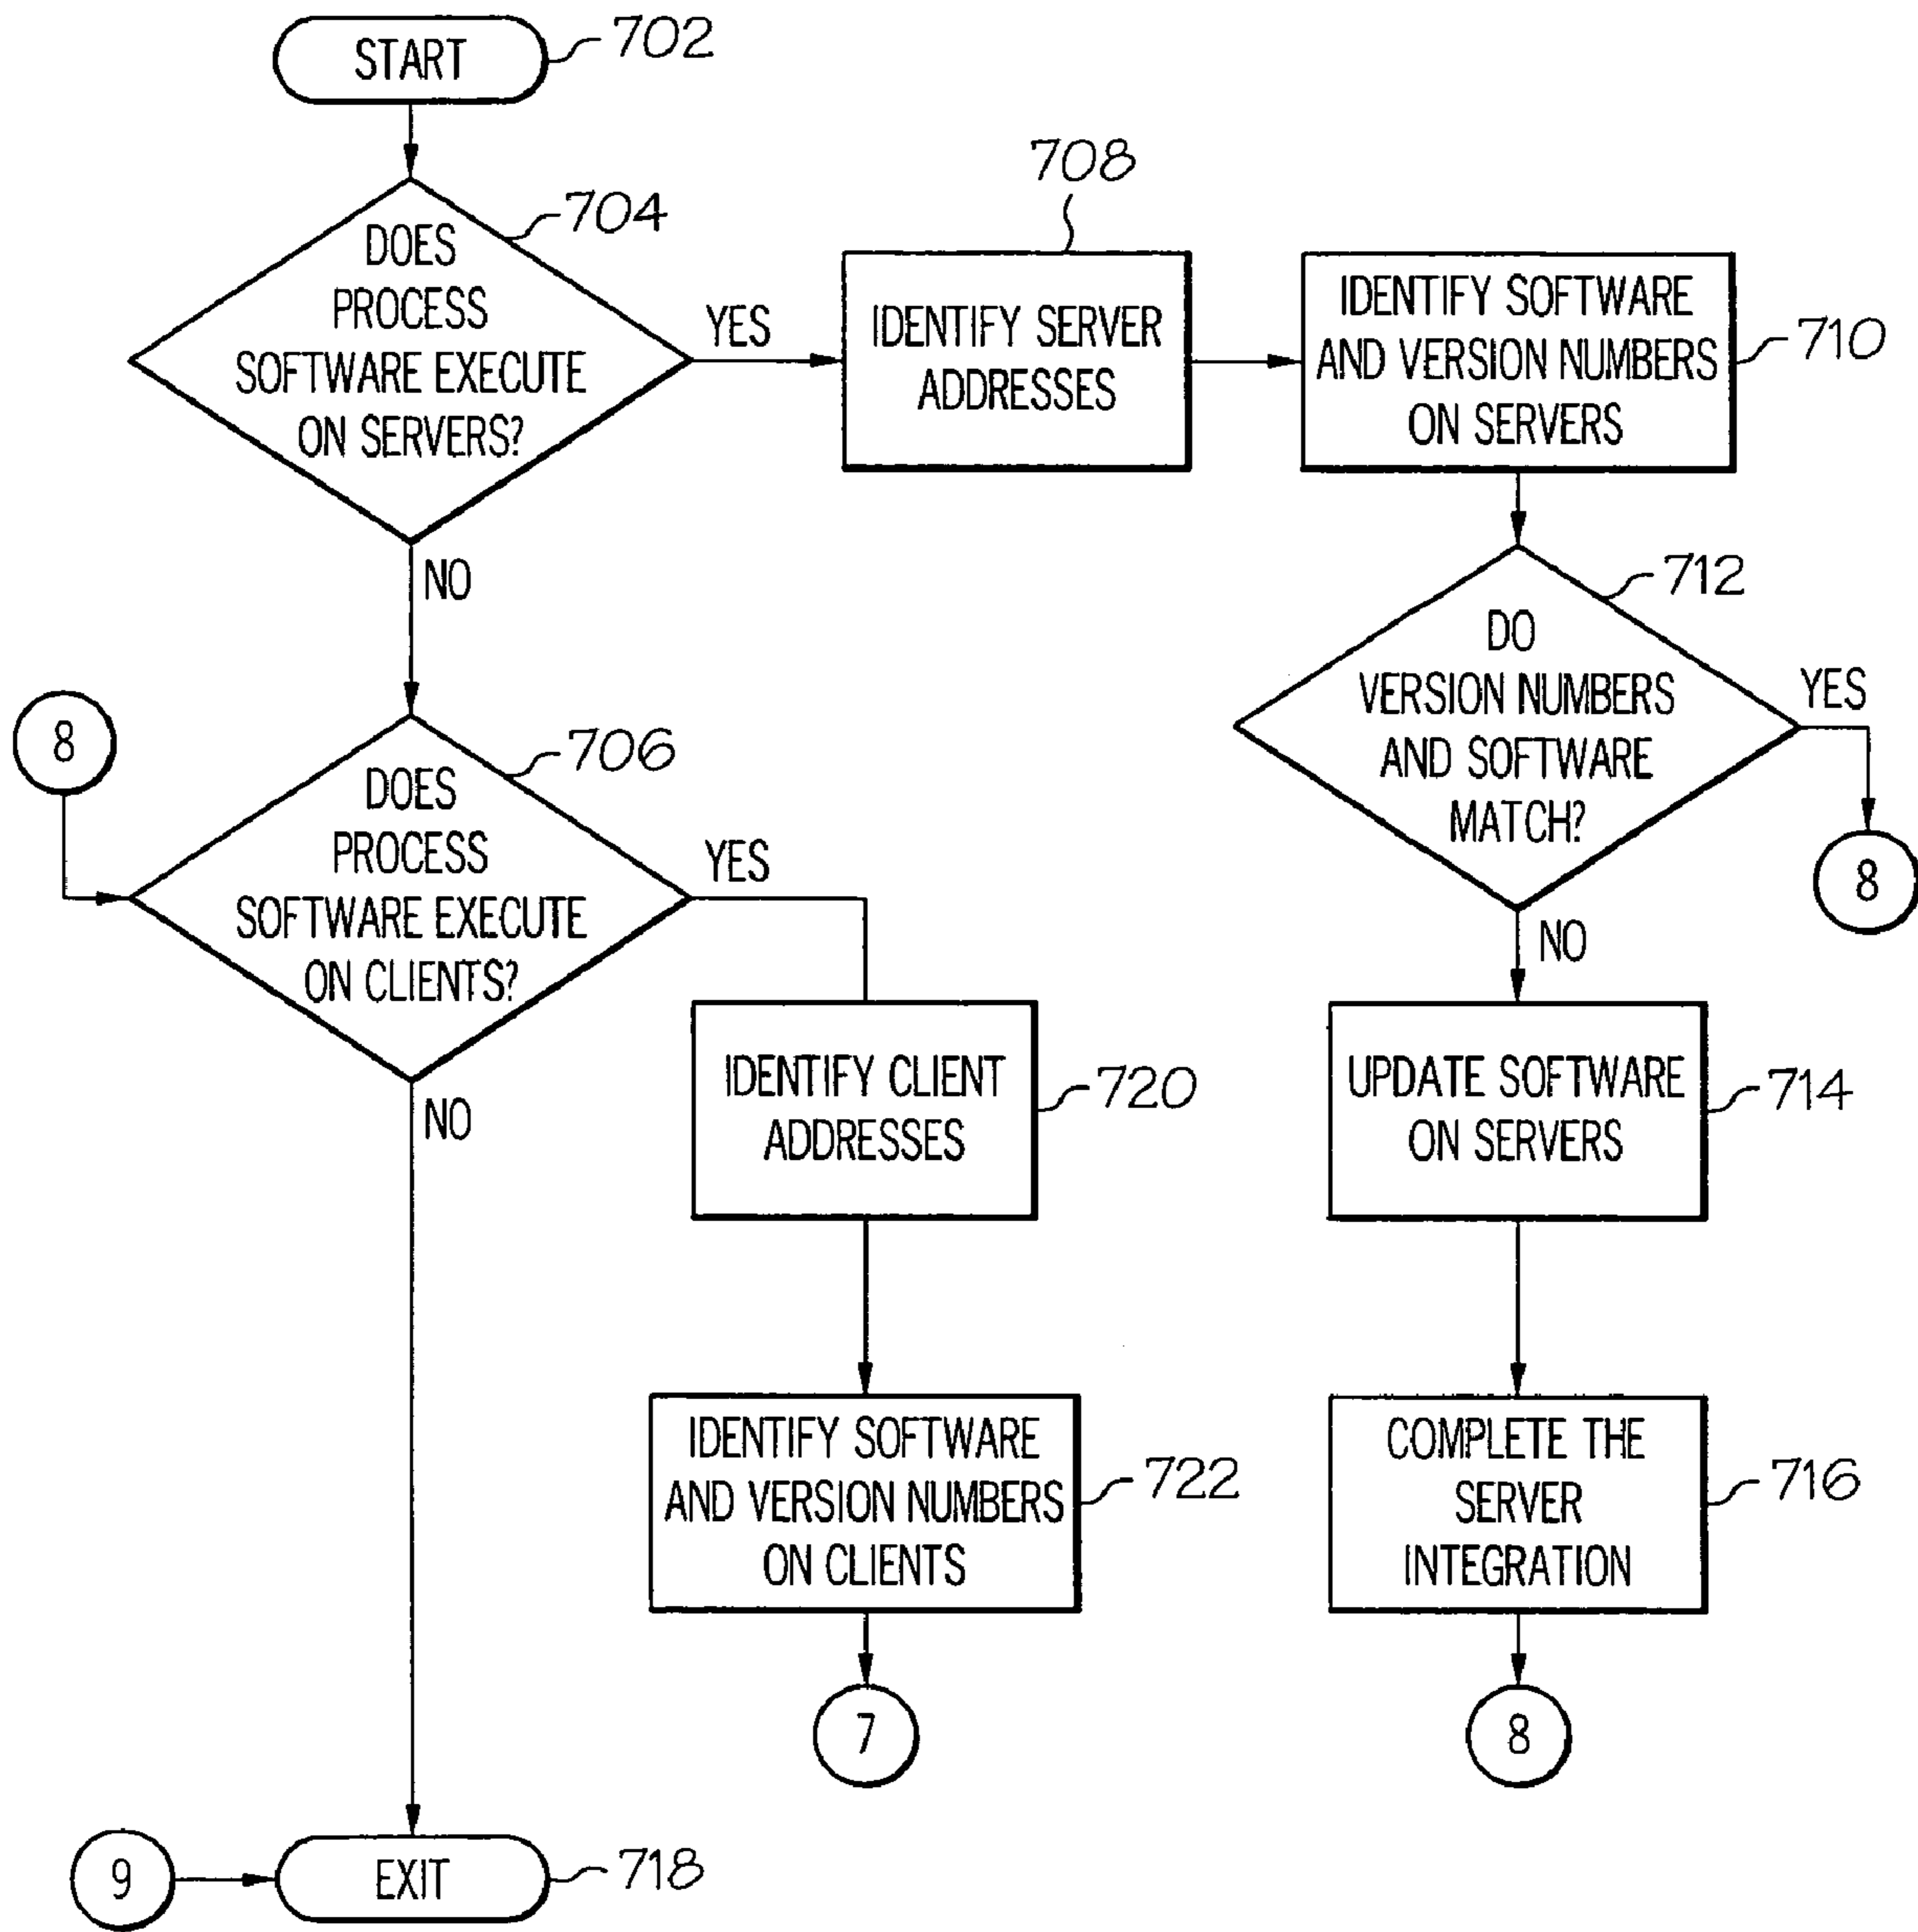 START
702
DOES
PROCESS
SOFTWARE EXECUTE
ON SERVERS?
704
YES
NO
708
IDENTIFY SERVER
ADDRESSES
IDENTIFY SOFTWARE
AND VERSION NUMBERS
ON SERVERS
710
DO
VERSION NUMBERS
AND SOFTWARE
MATCH?
712
YES
8
NO
8
DOES
PROCESS
SOFTWARE EXECUTE
ON CLIENTS?
706
YES
NO
IDENTIFY CLIENT
ADDRESSES
720
UPDATE SOFTWARE
ON SERVERS
714
IDENTIFY SOFTWARE
AND VERSION NUMBERS
ON CLIENTS
722
COMPLETE THE
SERVER
INTEGRATION
716
7
8
9
EXIT
718